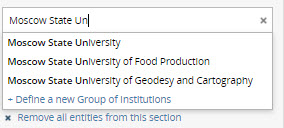 Moscow State Un
Moscow State University
Moscow State University of Food Production
Moscow State University of Geodesy and Cartography
+ Define a new Group of Institutions
× Remove all entities from this section